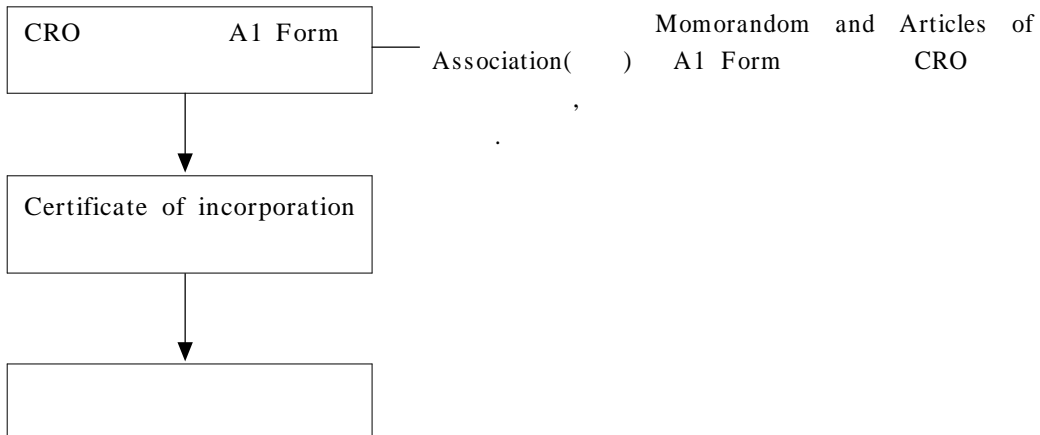 CRO A1 Form
Momorandom and Articles of
Association( ) A1 Form CRO
,
.
Certificate of incorporation